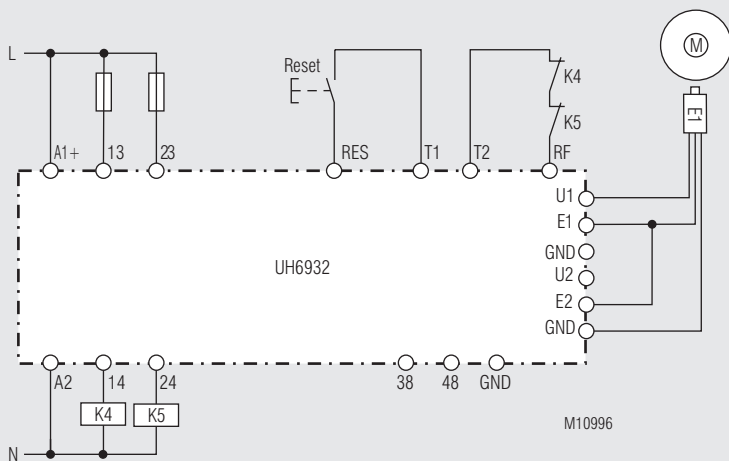 L
Reset
K4
K5
M
E1
A1+ 13 23 RES T1 T2 RF
U1
E1
GND
U2
E2
GND
UH6932
A2 14 24 38 48 GND
K4 K5
M10996
N